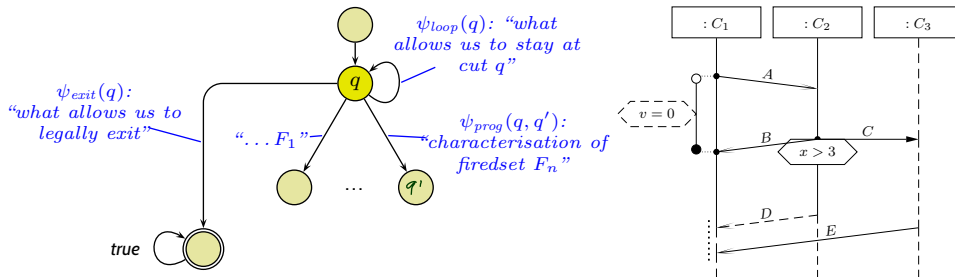 ψloop(q): “what
allows us to stay at
cut q”
q
ψexit(q):
“what allows us to
legally exit”
“... F1”
ψprog(q, q′):
“characterisation of
firedset Fn”
...
q'
true
: C1
: C2
: C3
A
v = 0
B
C
x > 3
D
E